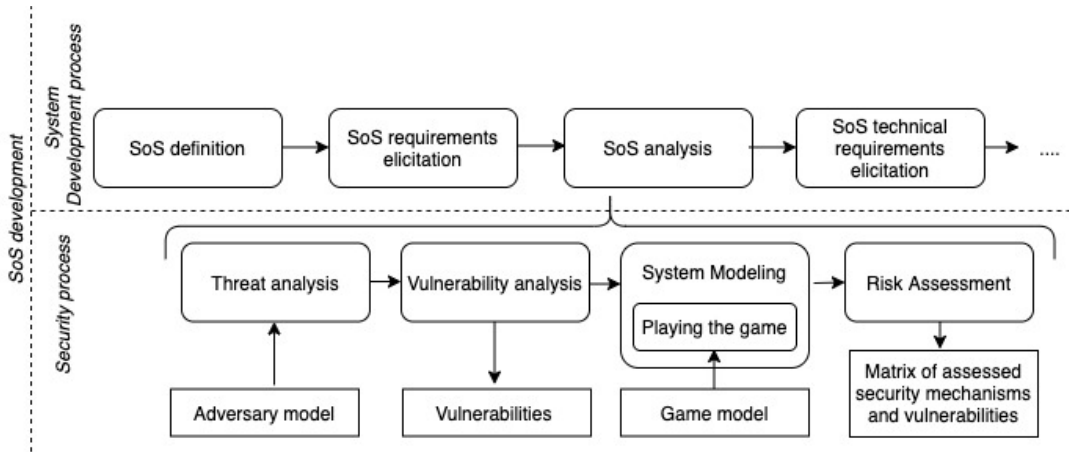 SoS development
System
Development process
SoS definition
SoS requirements
elicitation
SoS analysis
SoS technical
requirements
elicitation
....
Security process
Threat analysis
Vulnerability analysis
System Modeling
Playing the game
Risk Assessment
Adversary model
Vulnerabilities
Game model
Matrix of assessed
security mechanisms
and vulnerabilities